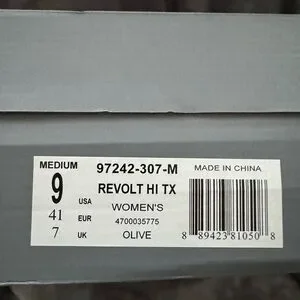 MEDIUM 97242-307-M MADE IN CHINA
9 USA REVOLT HI TX
41 EUR WOMEN'S
4700035775
7 UK OLIVE
8 89423 81050 8